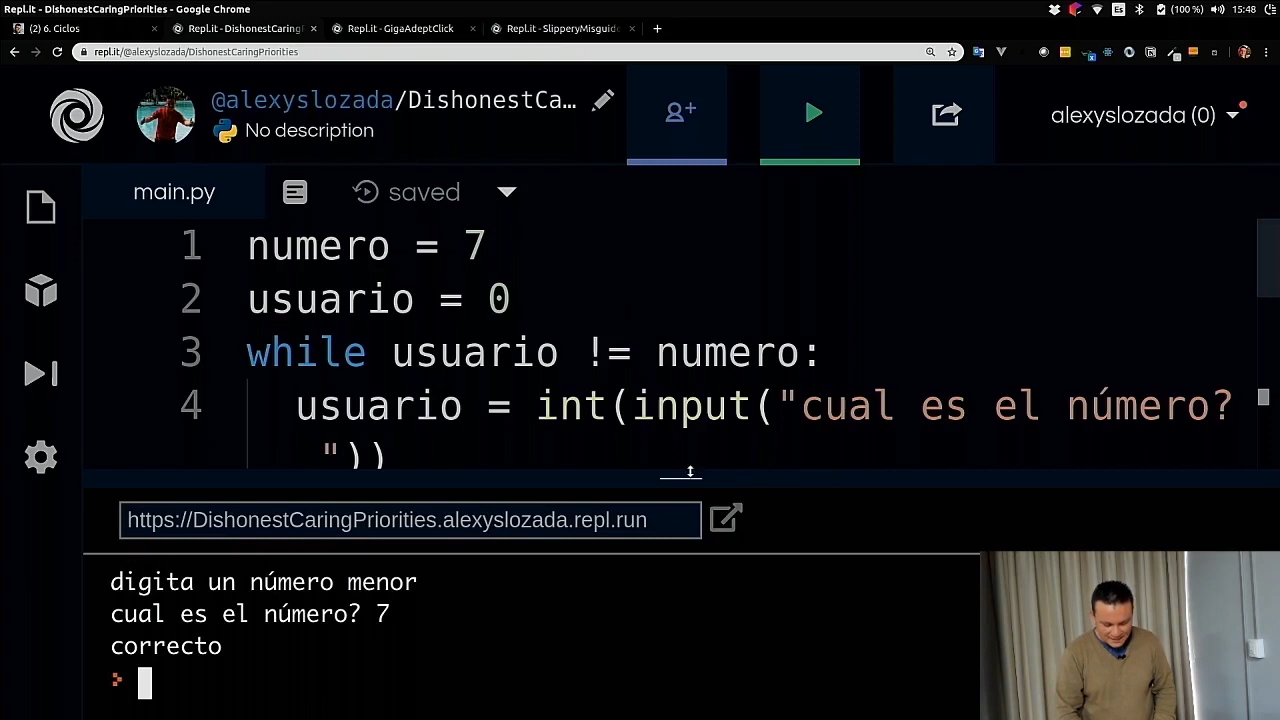 Repl.it - DishonestCaringPriorities - Google Chrome
Es
(100 %)
15:48
(2) 6. Ciclos
Repl.it - DishonestCaringPri
Repl.it - GigaAdeptClick
Repl.it - SlipperyMisguid
repl.it/@alexyslozada/DishonestCaringPriorities
@alexyslozada/DishonestCa...
No description
alexyslozada (0)
main.py
saved
1 numero = 7
2 usuario = 0
3 while usuario != numero:
4 usuario = int(input("cual es el número?
"))
https://DishonestCaringPriorities.alexyslozada.repl.run
digita un número menor
cual es el número? 7
correcto